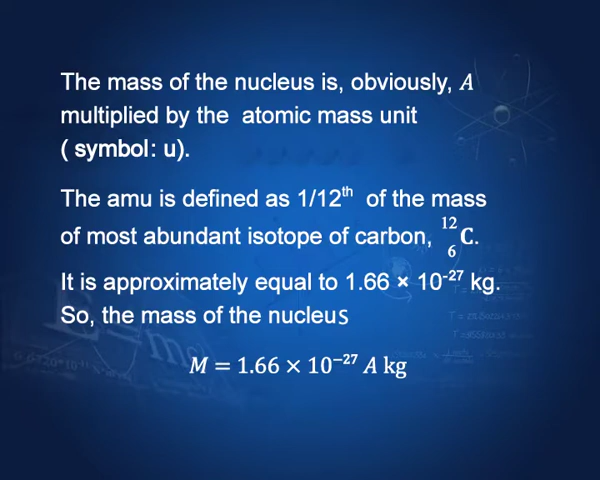 The mass of the nucleus is, obviously, A
multiplied by the atomic mass unit
( symbol: u).
The amu is defined as 1/12ᵗʰ of the mass
of most abundant isotope of carbon, ¹²₆C.
It is approximately equal to 1.66 × 10⁻²⁷ kg.
So, the mass of the nucleus
M = 1.66 × 10⁻²⁷ A kg